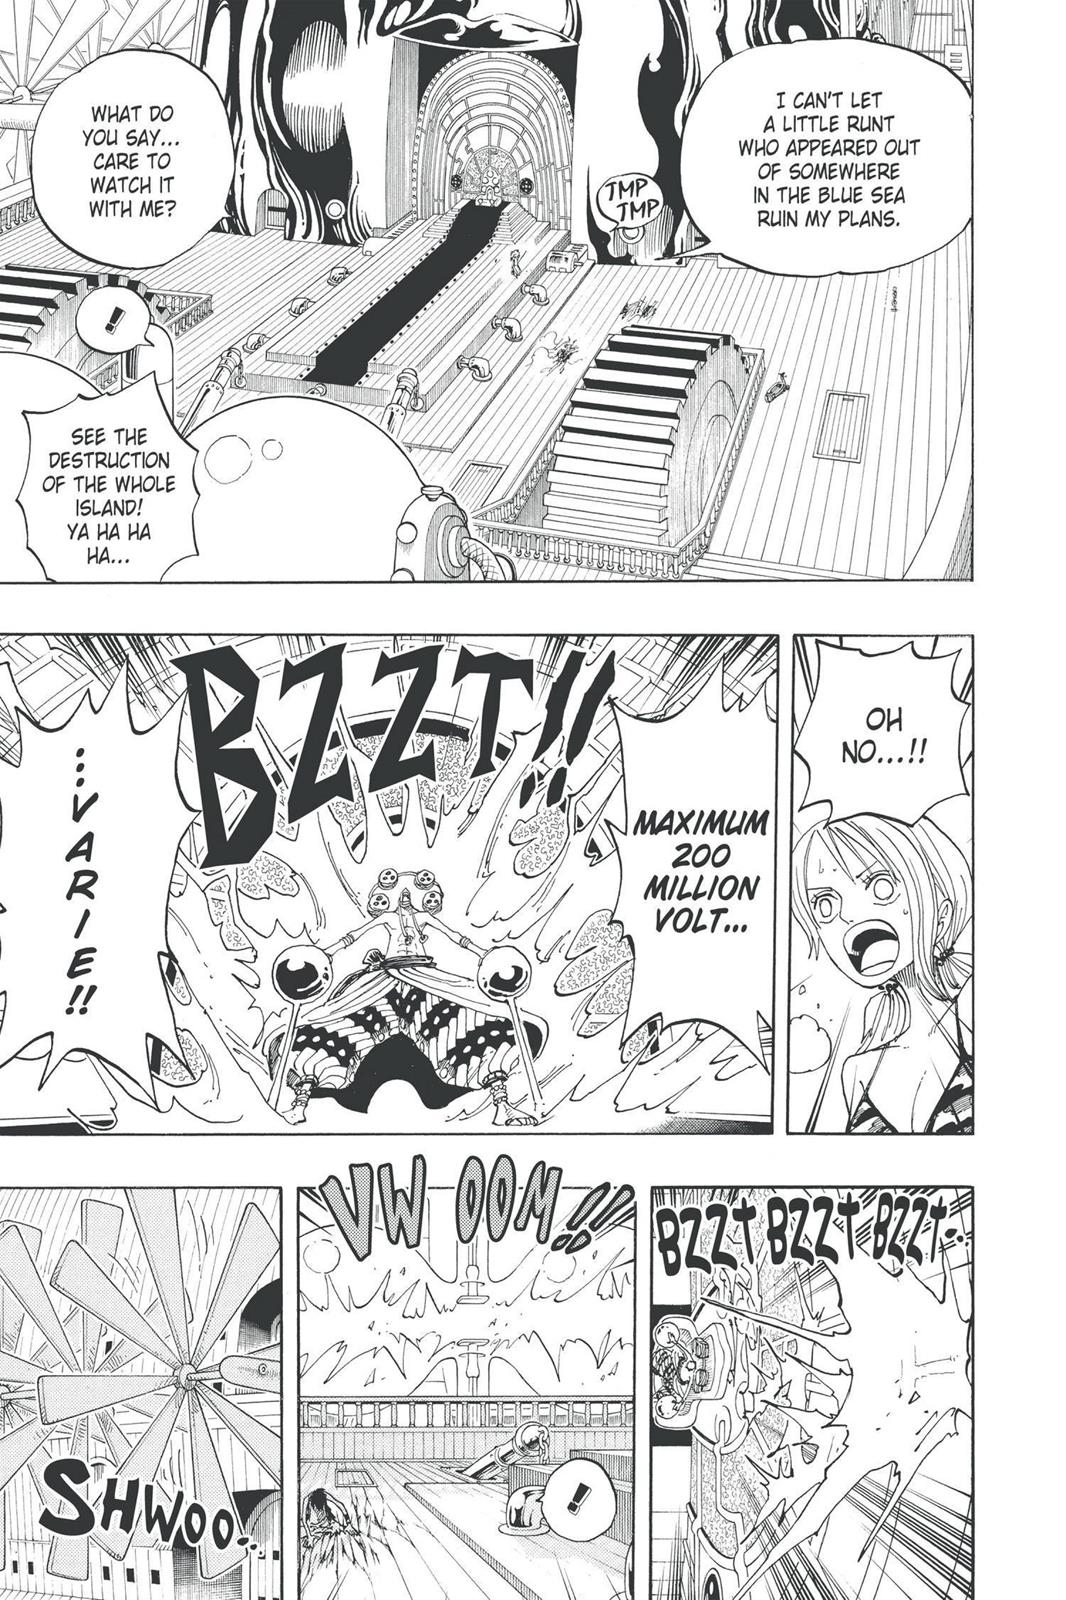 I CAN'T LET
A LITTLE RUNT
WHO APPEARED OUT
OF SOMEWHERE
IN THE BLUE SEA
RUIN MY PLANS.
TMP
TMP
WHAT DO
YOU SAY...
CARE TO
WATCH IT
WITH ME?
!
SEE THE
DESTRUCTION
OF THE WHOLE
ISLAND!
YA HA HA
HA...
OH
NO...!!
MAXIMUM
200
MILLION
VOLT...
BZZT!!
...VARIE!!
BZZT BZZT BZZT...
VWOOM!!
!
SHWOO...